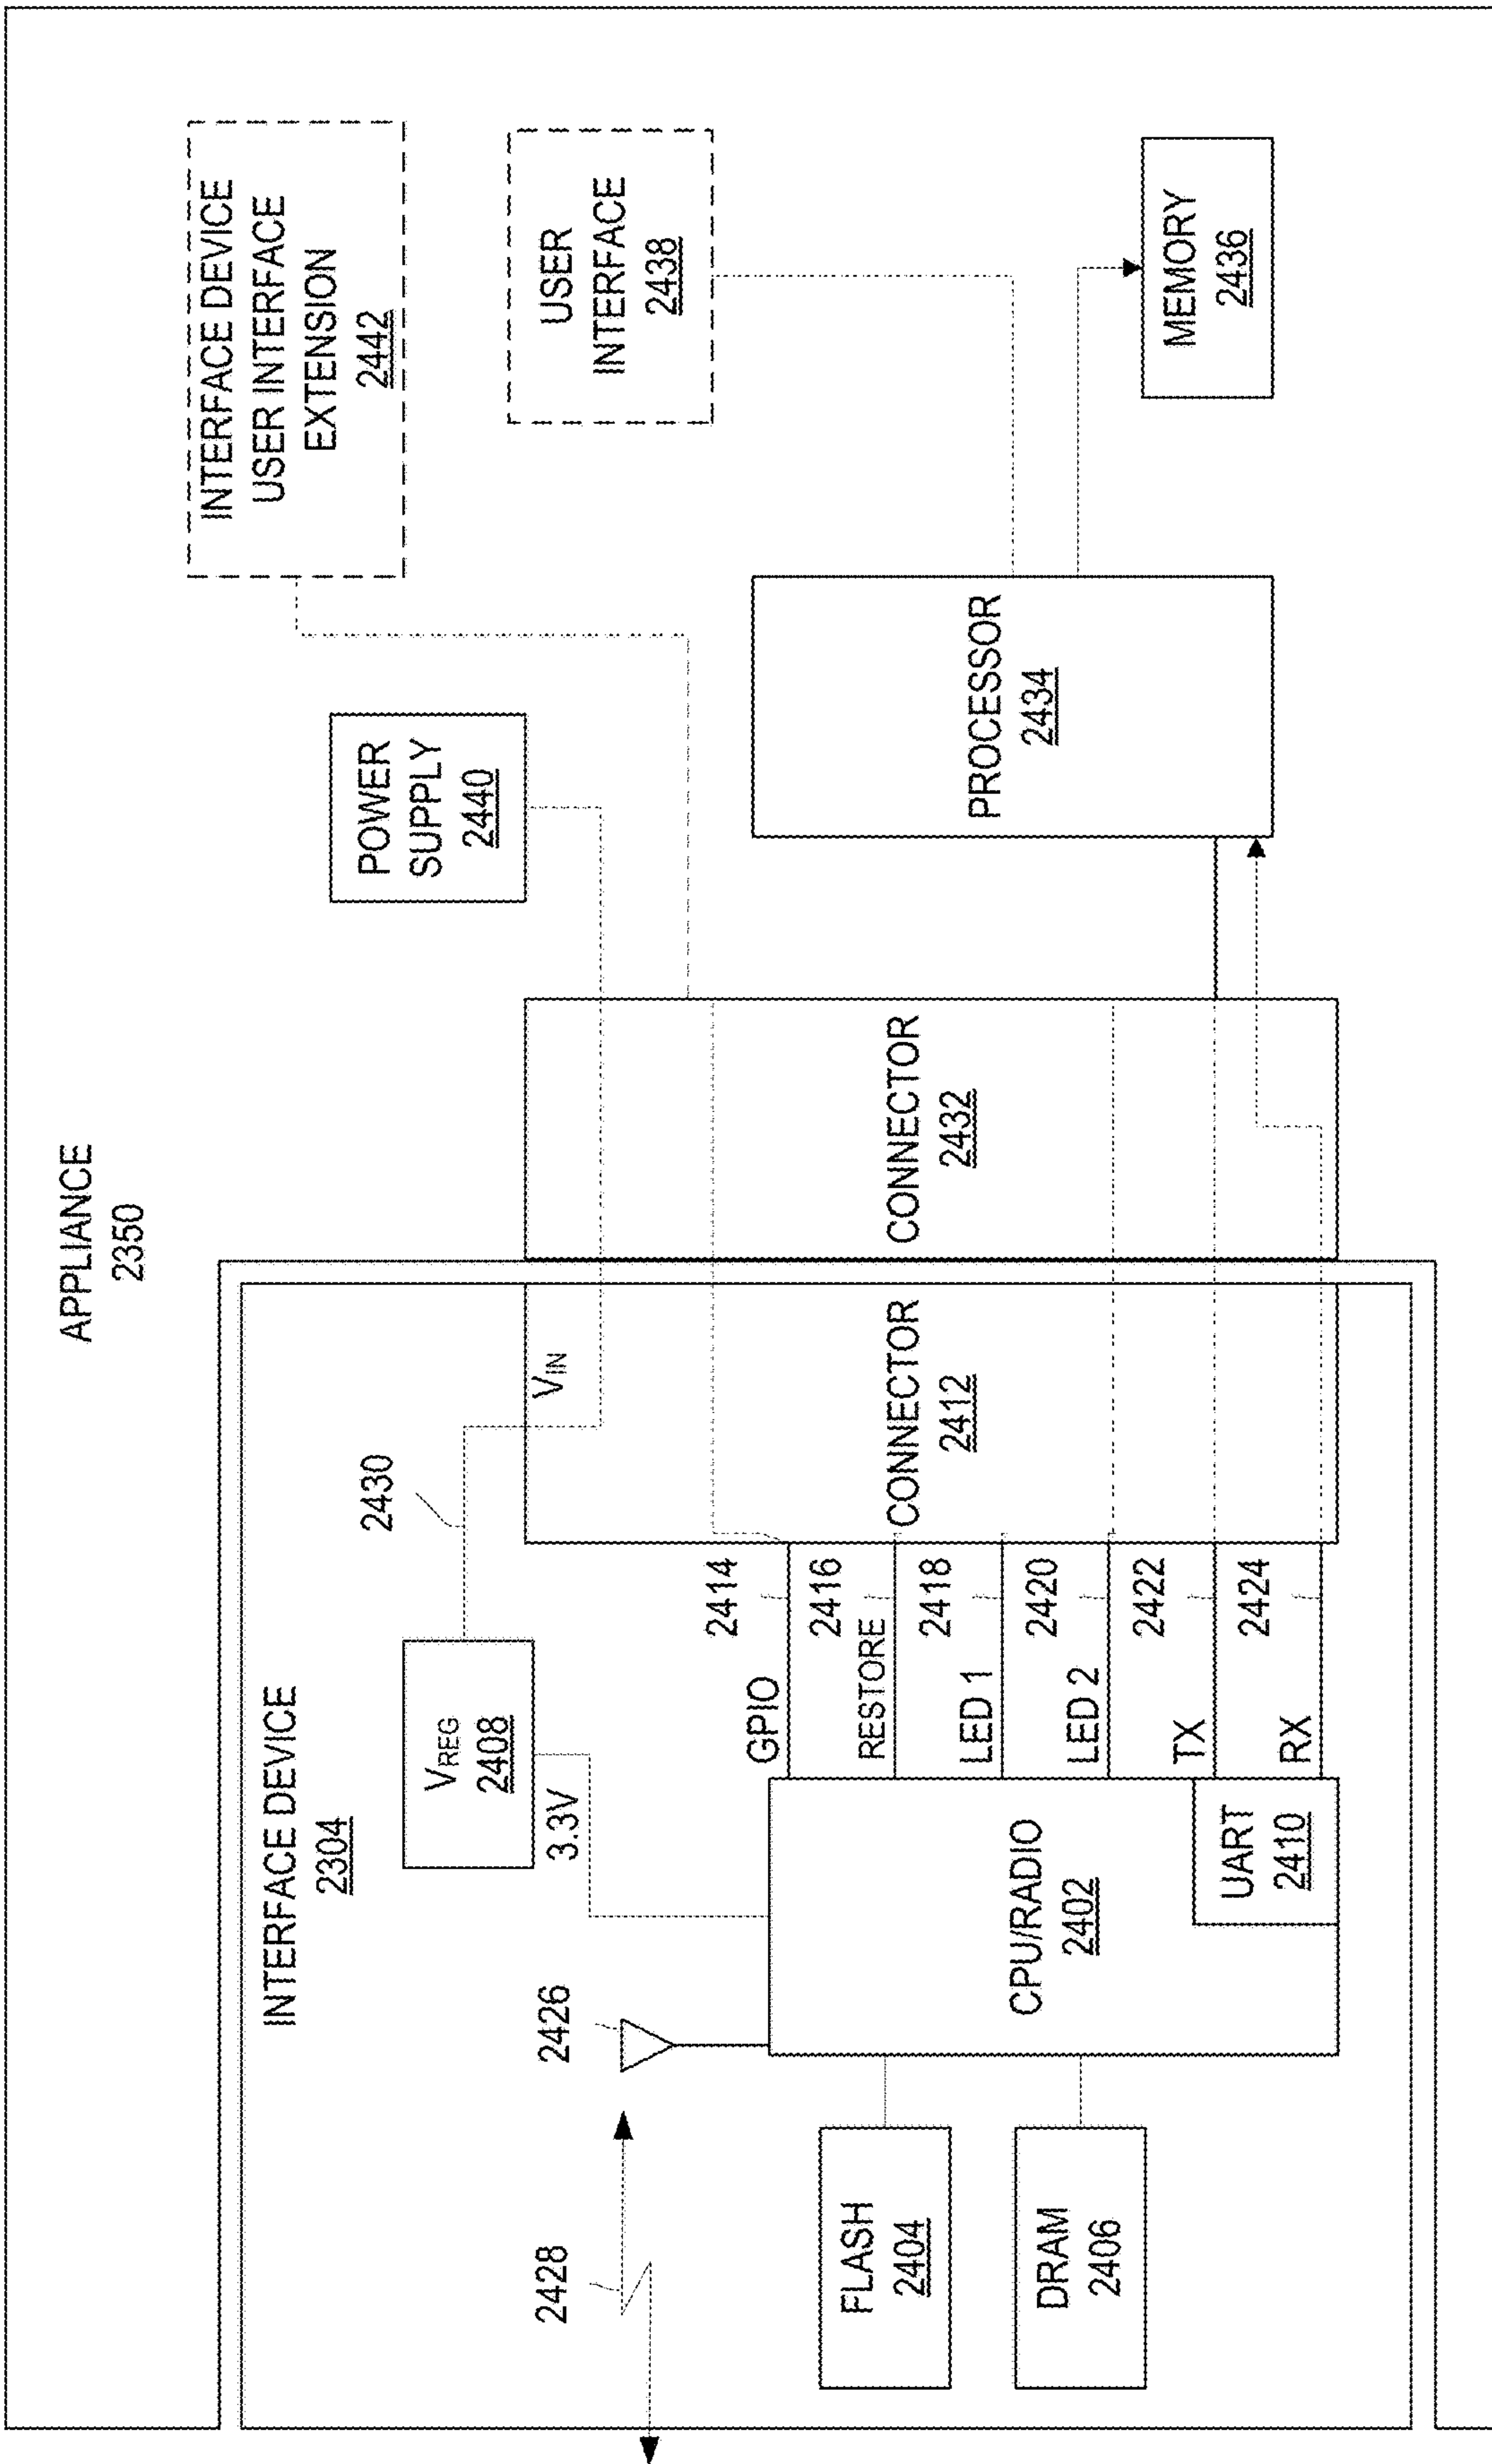 APPLIANCE
2350
INTERFACE DEVICE
2304
2428
2426
FLASH
2404
DRAM
2406
CPU/RADIO
2402
UART
2410
VREG
2408
3.3V
2430
GPIO
2414
RESTORE
2416
LED 1
2418
LED 2
2420
TX
2422
RX
2424
VIN
CONNECTOR
2412
CONNECTOR
2432
POWER
SUPPLY
2440
PROCESSOR
2434
INTERFACE DEVICE
USER INTERFACE
EXTENSION
2442
USER
INTERFACE
2438
MEMORY
2436